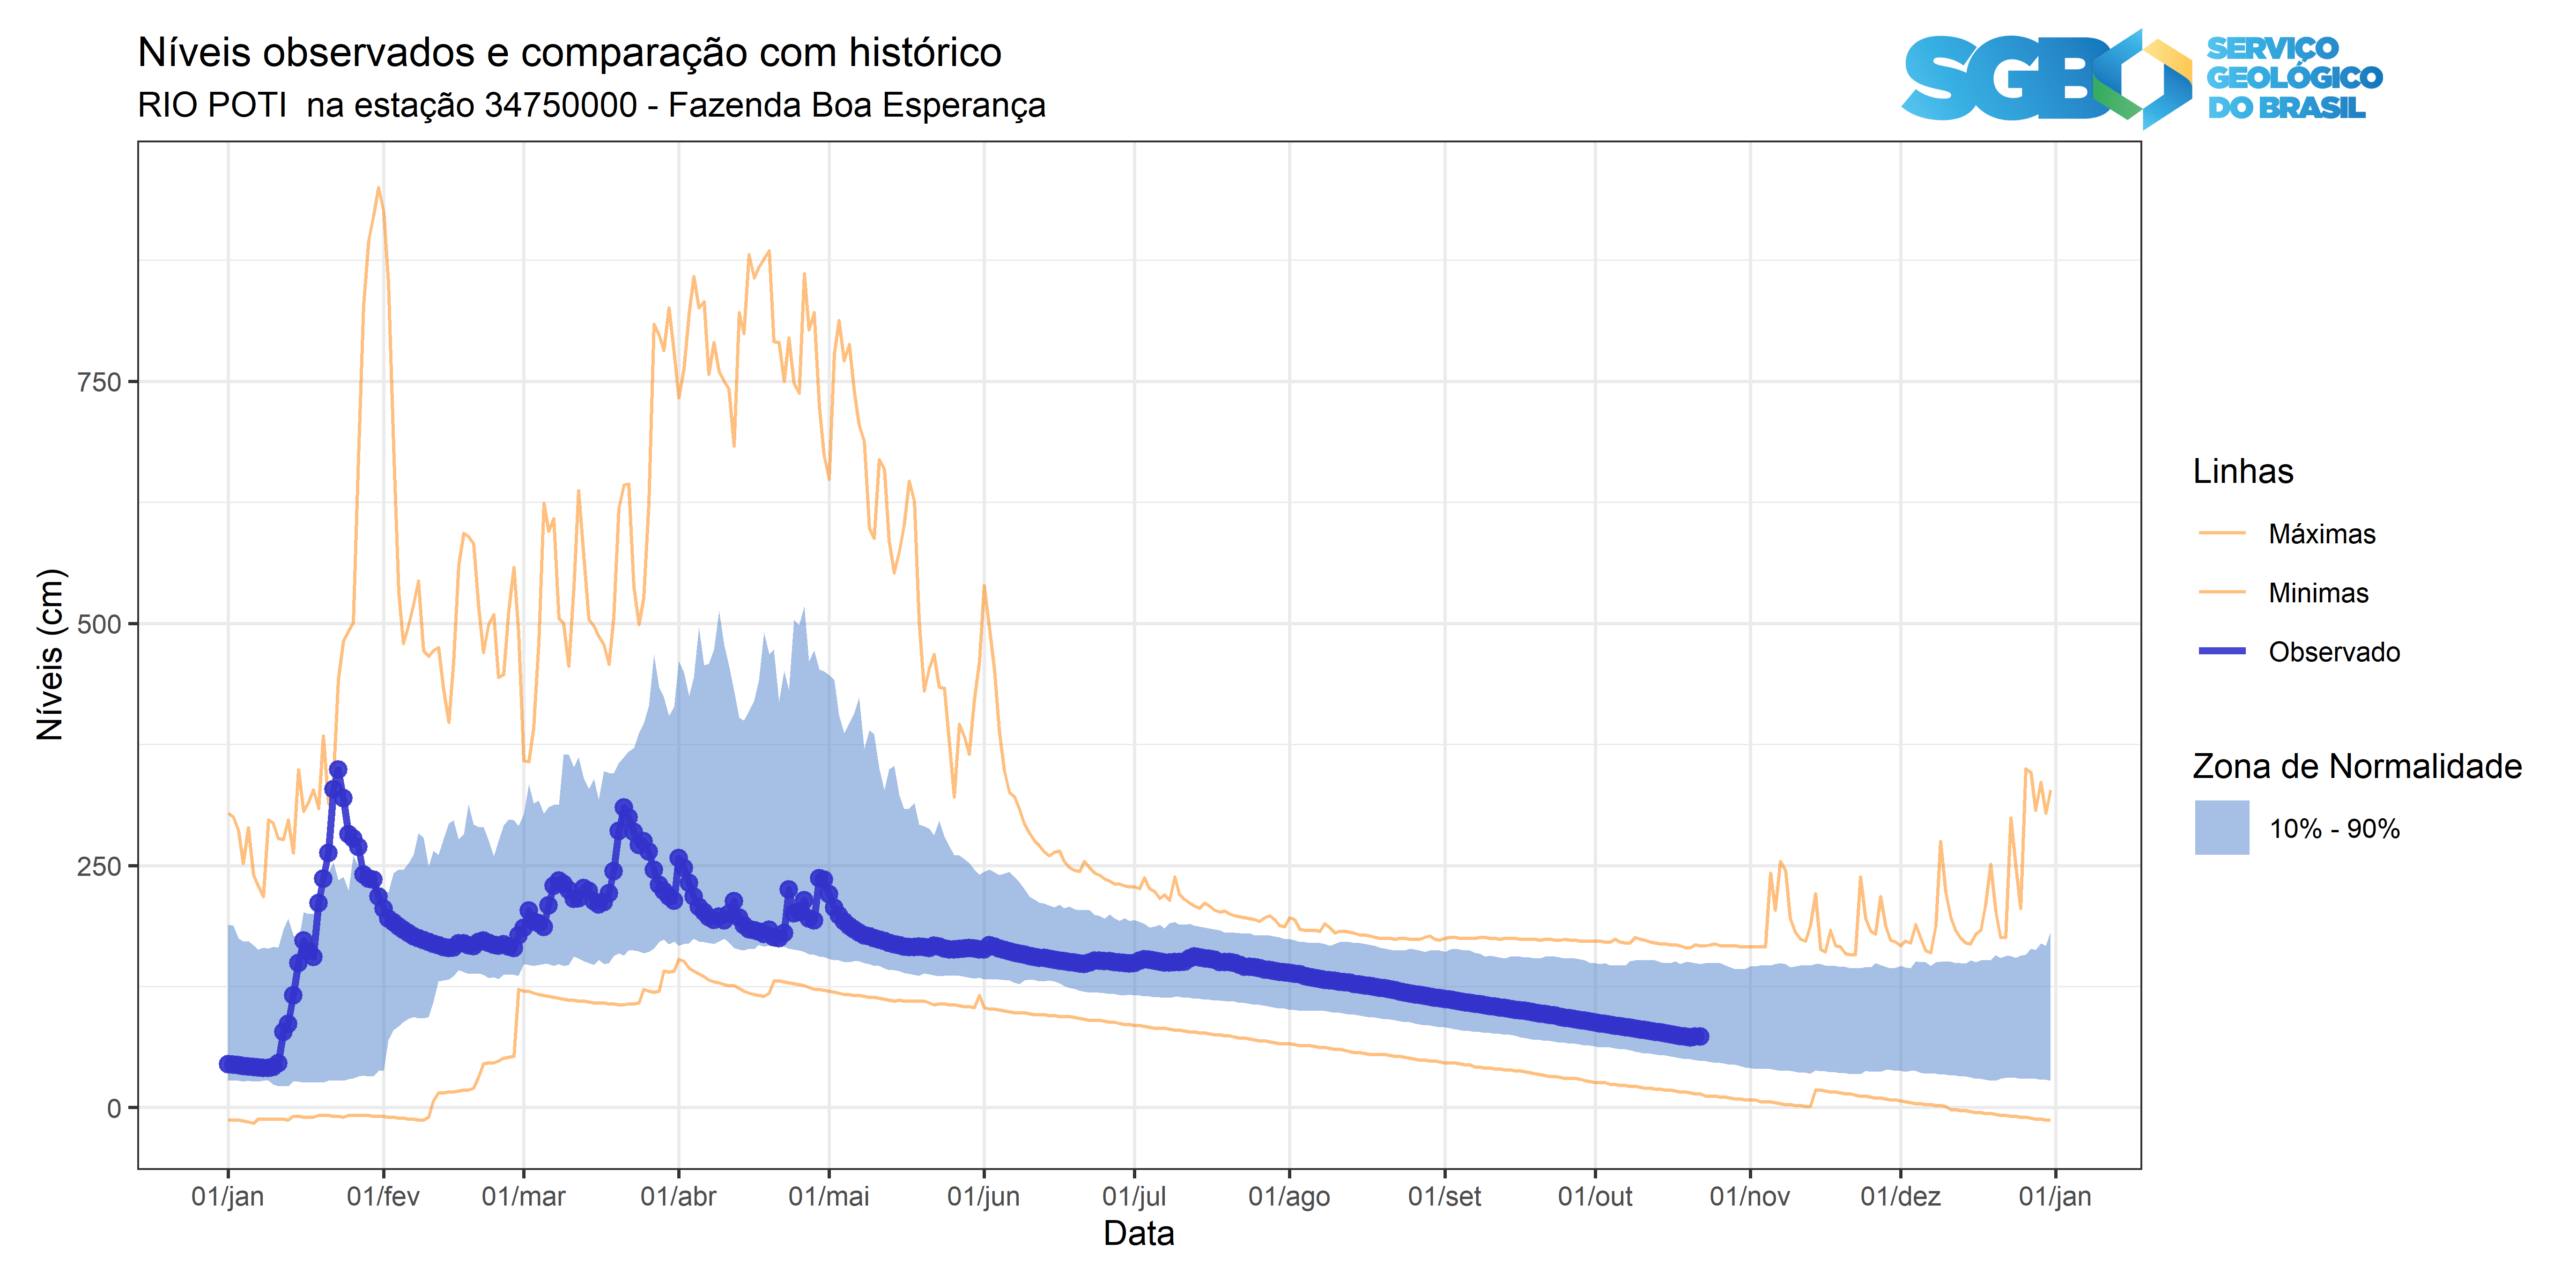 Níveis observados e comparação com histórico
RIO POTI  na estação 34750000 - Fazenda Boa Esperança
SGB
SERVIÇO
GEOLÓGICO
DO BRASIL
Níveis (cm)
750
500
250
0
01/jan
01/fev
01/mar
01/abr
01/mai
01/jun
01/jul
01/ago
01/set
01/out
01/nov
01/dez
01/jan
Data
Linhas
Máximas
Minimas
Observado
Zona de Normalidade
10% - 90%